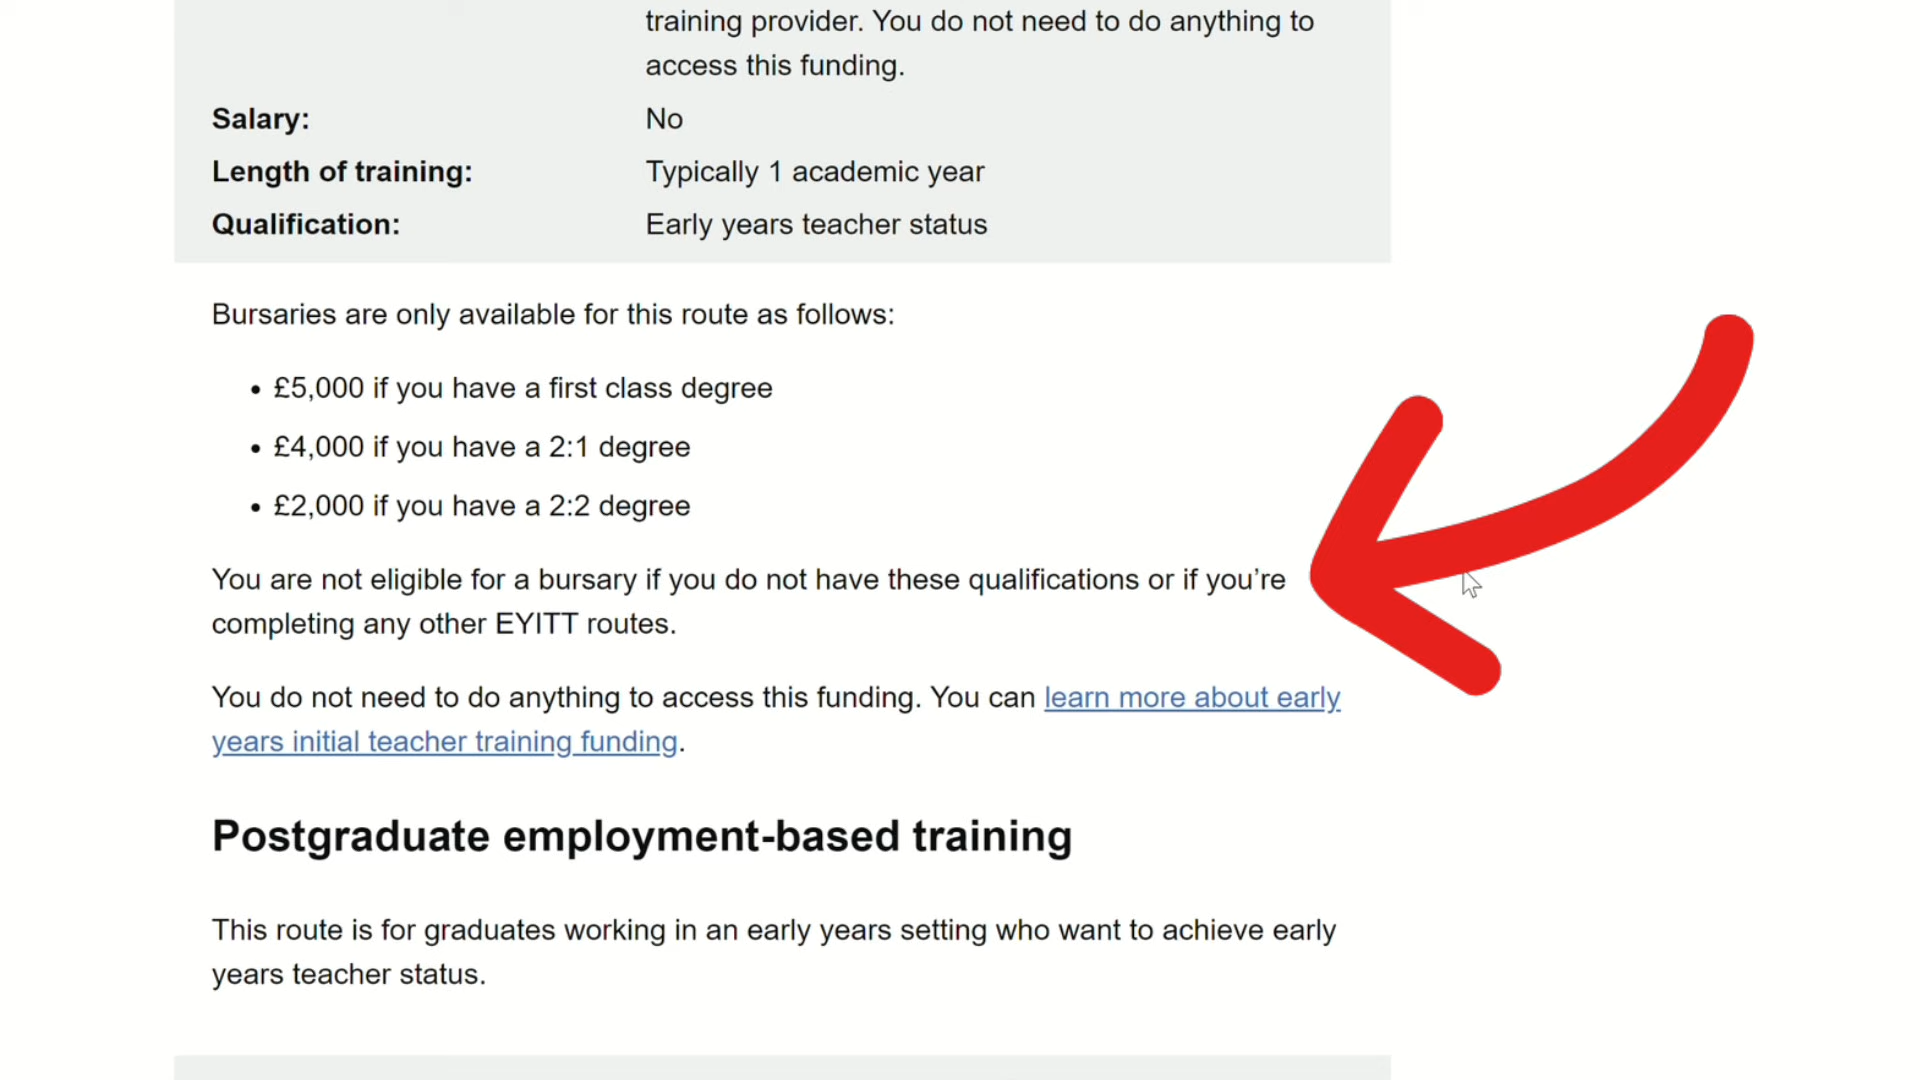 training provider. You do not need to do anything to
access this funding.
Salary: No
Length of training: Typically 1 academic year
Qualification: Early years teacher status
Bursaries are only available for this route as follows:
• £5,000 if you have a first class degree
• £4,000 if you have a 2:1 degree
• £2,000 if you have a 2:2 degree
You are not eligible for a bursary if you do not have these qualifications or if you’re
completing any other EYITT routes.
You do not need to do anything to access this funding. You can learn more about early
years initial teacher training funding.
Postgraduate employment-based training
This route is for graduates working in an early years setting who want to achieve early
years teacher status.